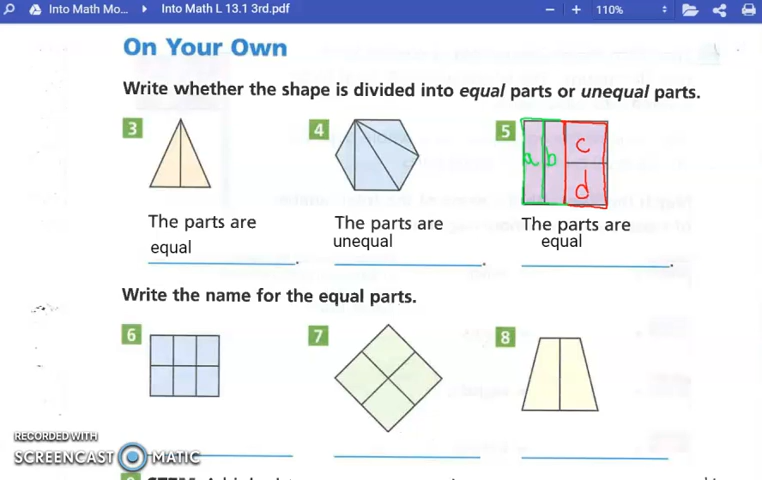 Into Math Mo...
Into Math L 13.1 3rd.pdf
110%
On Your Own
Write whether the shape is divided into equal parts or unequal parts.
3
4
5
a b c
d
The parts are
equal
.
The parts are
unequal
.
The parts are
equal
.
Write the name for the equal parts.
6
7
8
RECORDED WITH
SCREENCAST MATIC